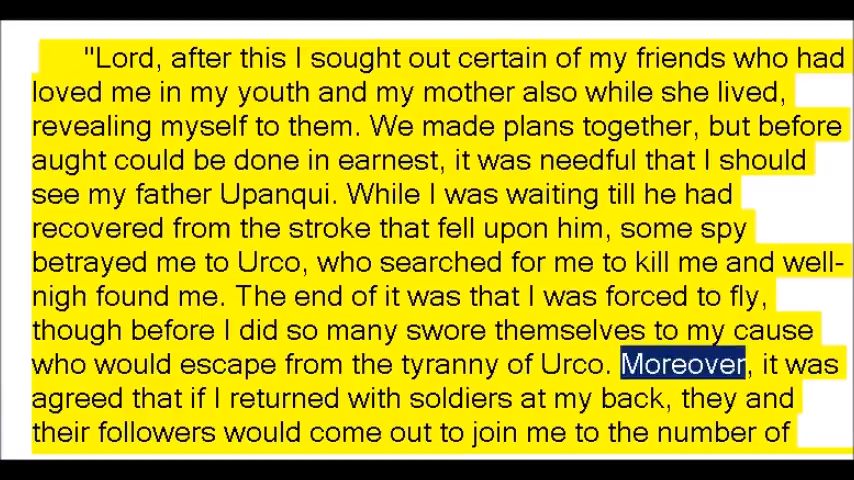 "Lord, after this I sought out certain of my friends who had
loved me in my youth and my mother also while she lived,
revealing myself to them. We made plans together, but before
aught could be done in earnest, it was needful that I should
see my father Upanqui. While I was waiting till he had
recovered from the stroke that fell upon him, some spy
betrayed me to Urco, who searched for me to kill me and well-
nigh found me. The end of it was that I was forced to fly,
though before I did so many swore themselves to my cause
who would escape from the tyranny of Urco. Moreover, it was
agreed that if I returned with soldiers at my back, they and
their followers would come out to join me to the number of